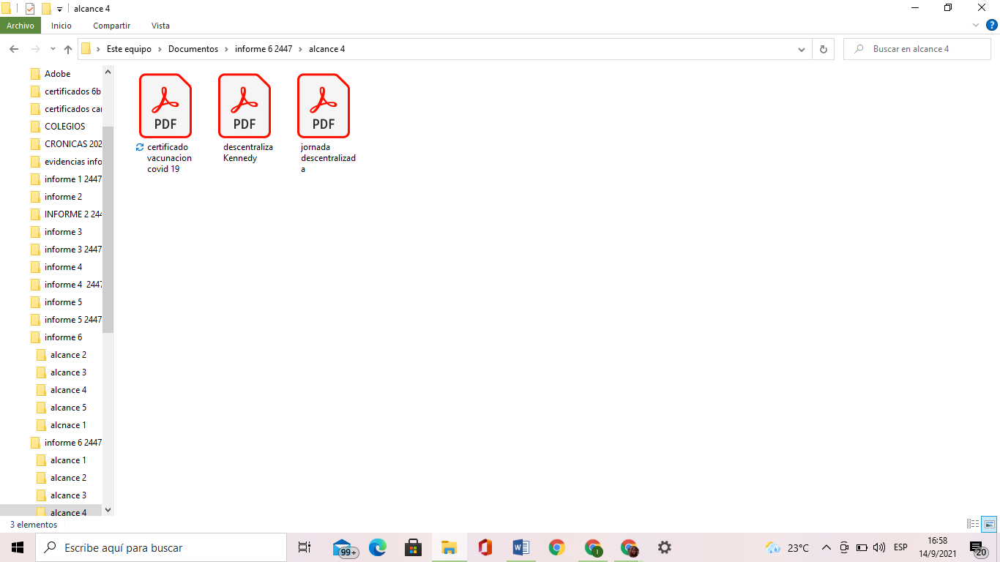 alcance 4
Archivo Inicio Compartir Vista
Este equipo Documentos informe 6 2447 alcance 4
Buscar en alcance 4
Adobe
certificados 6b
certificados car
COLEGIOS
CRONICAS 202
evidencias info
informe 1 2447
informe 2
INFORME 2 244
informe 3
informe 3 2447
informe 4
informe 4 2447
informe 5
informe 5 2447
informe 6
alcance 2
alcance 3
alcance 4
alcance 5
alcnace 1
informe 6 2447
alcance 1
alcance 2
alcance 3
alcance 4
PDF
certificado
vacunacion
covid 19
PDF
descentraliza
Kennedy
PDF
jornada
descentralizad
a
3 elementos
Escribe aquí para buscar
99+
23°C
ESP
16:58
14/9/2021
20